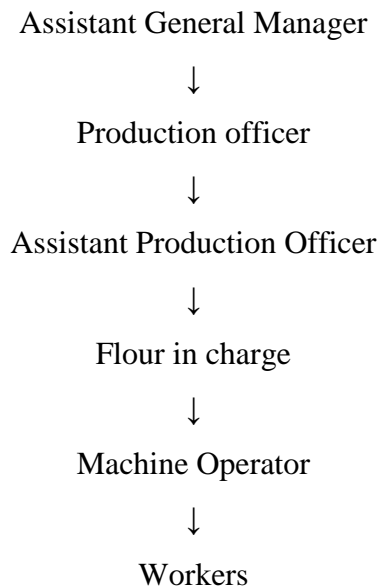 Assistant General Manager
↓
Production officer
↓
Assistant Production Officer
↓
Flour in charge
↓
Machine Operator
↓
Workers